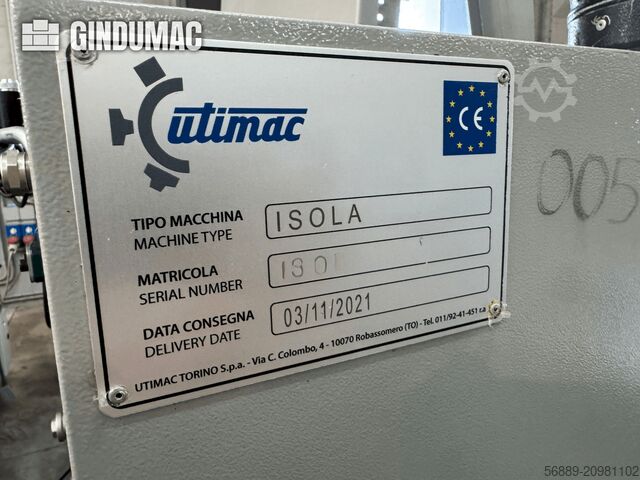 GINDUMAC
utimac
CE
005
TIPO MACCHINA
MACHINE TYPE
ISOLA
MATRICOLA
SERIAL NUMBER
DATA CONSEGNA
DELIVERY DATE
03/11/2021
UTIMAC TORINO S.p.a. - Via C. Colombo, 4 - 10070 Robassomero (TO) - Tel. 011/92-41-451 r.a
56889-20981102